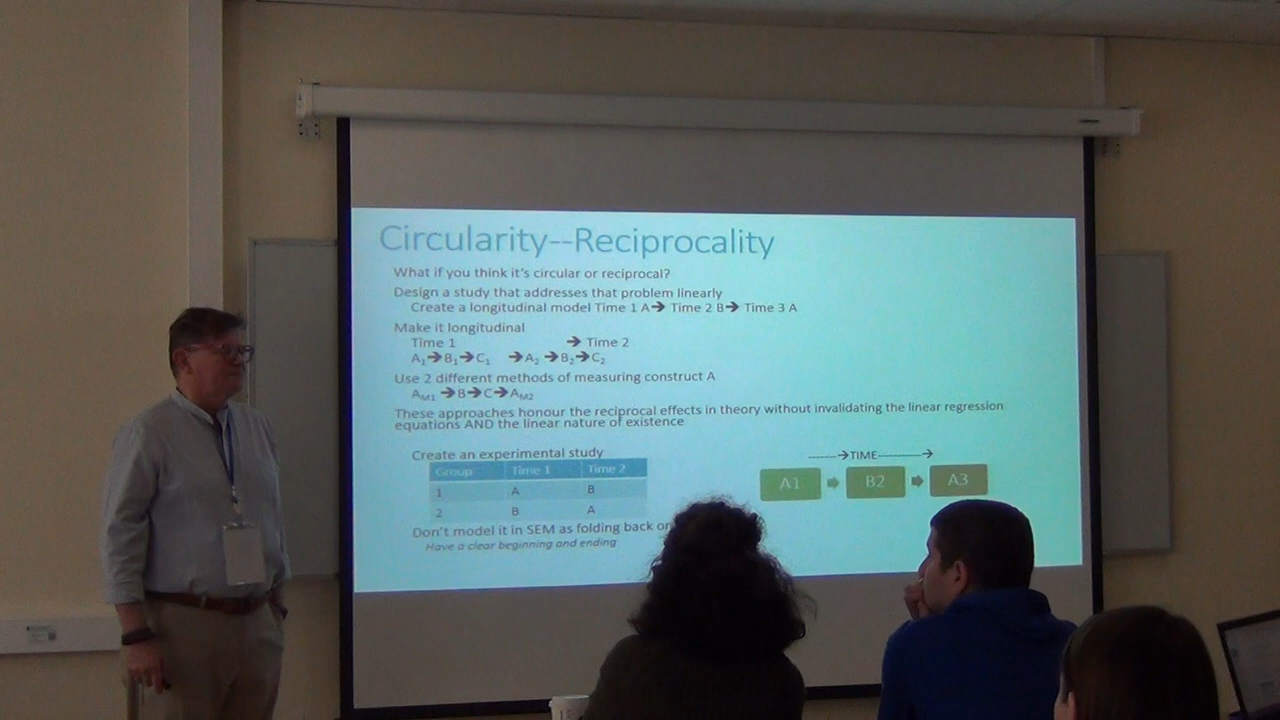 Circularity--Reciprocality
What if you think it's circular or reciprocal?
Design a study that addresses that problem linearly
Create a longitudinal model Time 1 A➔ Time 2 B➔ Time 3 A
Make it longitudinal
Time 1 ➔ Time 2
A₁➔B₁➔C₁ ➔A₂ ➔B₂➔C₂
Use 2 different methods of measuring construct A
Aₘ₁ ➔B➔C➔Aₘ₂
These approaches honour the reciprocal effects in theory without invalidating the linear regression
equations AND the linear nature of existence
Create an experimental study
Group Time 1 Time 2
1 A B
2 B A
-------➔TIME-----------➔
A1 B2 A3
Don't model it in SEM as folding back
Have a clear beginning and ending